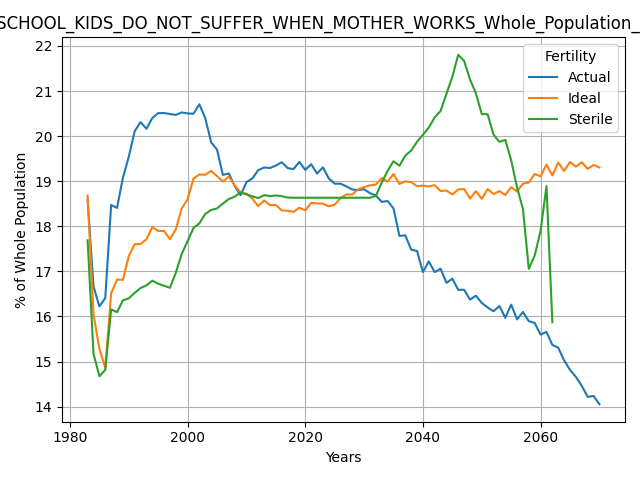 SCHOOL_KIDS_DO_NOT_SUFFER_WHEN_MOTHER_WORKS_Whole_Population_
Fertility
Actual
Ideal
Sterile
% of Whole Population
22
21
20
19
18
17
16
15
14
1980
2000
2020
2040
2060
Years